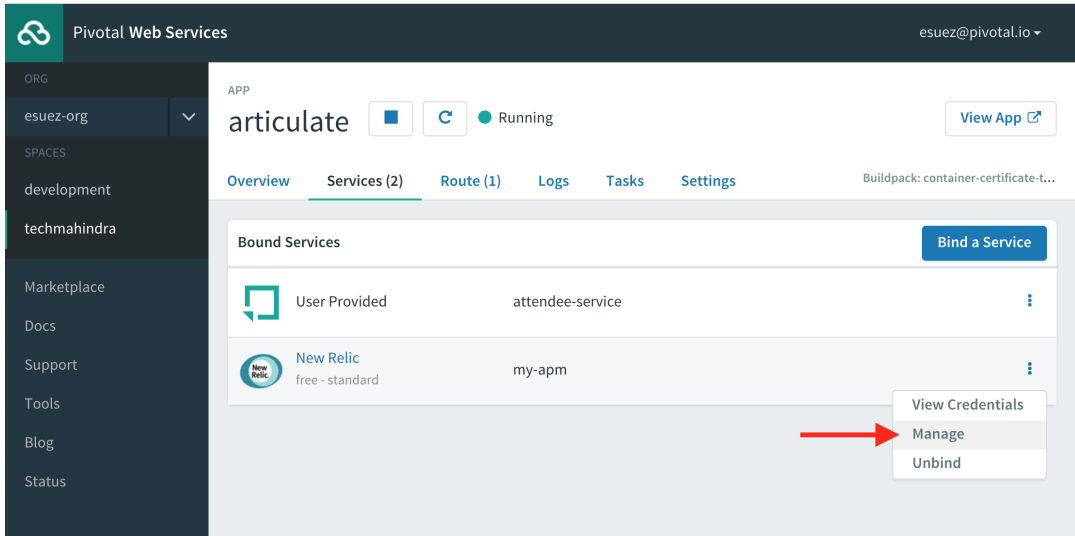 Pivotal Web Services
esuez@pivotal.io
ORG
esuez-org
SPACES
development
techmahindra
Marketplace
Docs
Support
Tools
Blog
Status
APP
articulate
Running
View App
Overview Services (2) Route (1) Logs Tasks Settings
Buildpack: container-certificate-t...
Bound Services
Bind a Service
User Provided attendee-service
New Relic
New Relic
free - standard
my-apm
View Credentials
Manage
Unbind